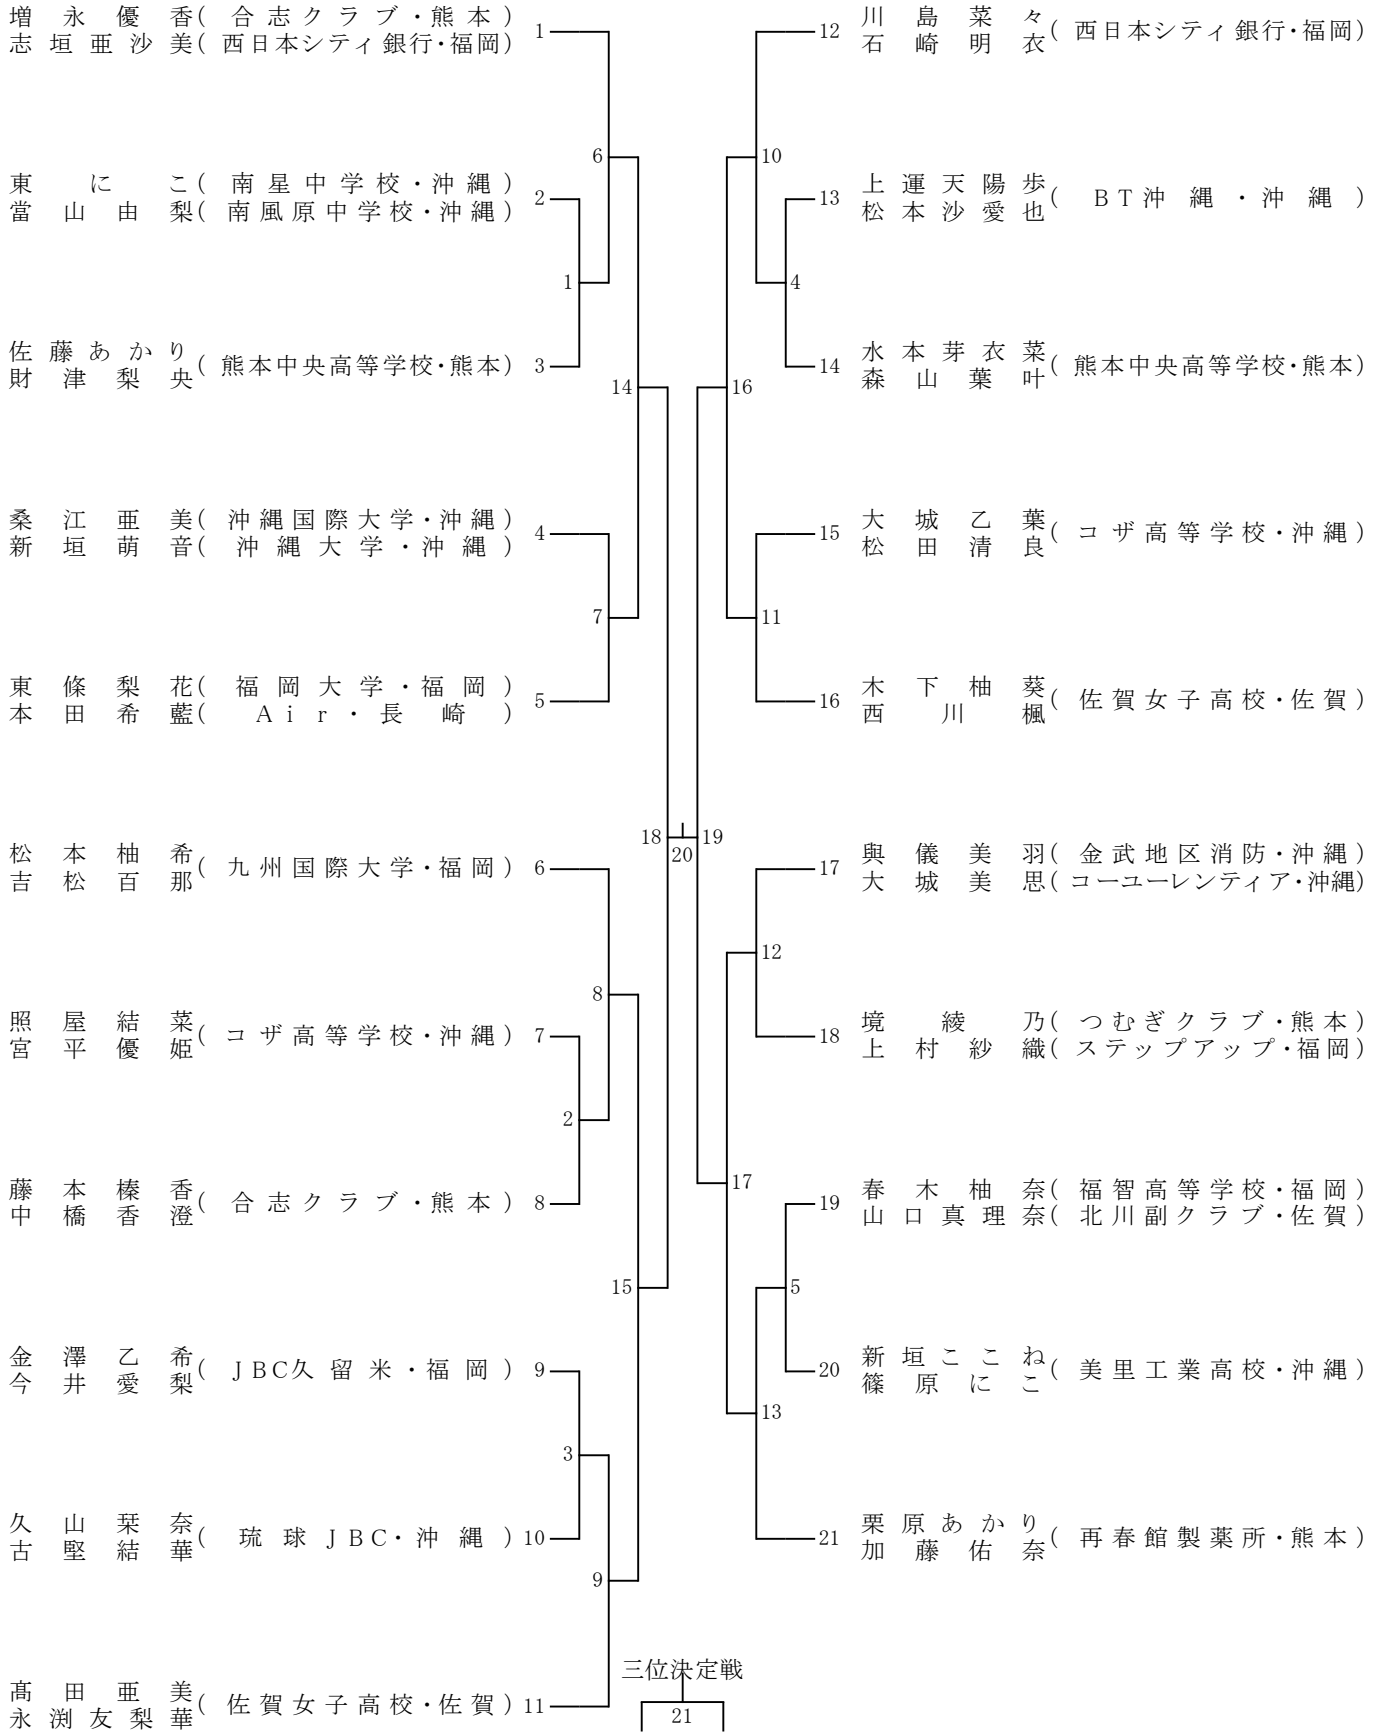 増永優香(合志クラブ・熊本)
志垣亜沙美(西日本シティ銀行・福岡) 1
東にこ(南星中学校・沖縄)
當山由梨(南風原中学校・沖縄) 2
佐藤あかり
財津梨央(熊本中央高等学校・熊本) 3
桑江亜美(沖縄国際大学・沖縄)
新垣萌音(沖縄大学・沖縄) 4
東條梨花(福岡大学・福岡)
本田希藍(Air・長崎) 5
松本柚希
吉松百那(九州国際大学・福岡) 6
照屋結菜
宮平優姫(コザ高等学校・沖縄) 7
藤本榛香
中橋香澄(合志クラブ・熊本) 8
金澤乙希
今井愛梨(JBC久留米・福岡) 9
久山栞奈
古堅結華(琉球JBC・沖縄) 10
髙田亜美
永渕友梨華(佐賀女子高校・佐賀) 11
6
1
14
7
18
20
19
8
2
15
3
9
三位決定戦
21
10
4
16
11
12
17
5
13
12 川島菜々
石崎明衣(西日本シティ銀行・福岡)
13 上運天陽歩
松本沙愛也(BT沖縄・沖縄)
14 水本芽衣菜
森山葉叶(熊本中央高等学校・熊本)
15 大城乙葉
松田清良(コザ高等学校・沖縄)
16 木下柚葵
西川楓(佐賀女子高校・佐賀)
17 與儀美羽(金武地区消防・沖縄)
大城美思(コーユーレンティア・沖縄)
18 境綾乃(つむぎクラブ・熊本)
上村紗織(ステップアップ・福岡)
19 春木柚奈(福智高等学校・福岡)
山口真理奈(北川副クラブ・佐賀)
20 新垣ここね
篠原にこ(美里工業高校・沖縄)
21 栗原あかり
加藤佑奈(再春館製薬所・熊本)